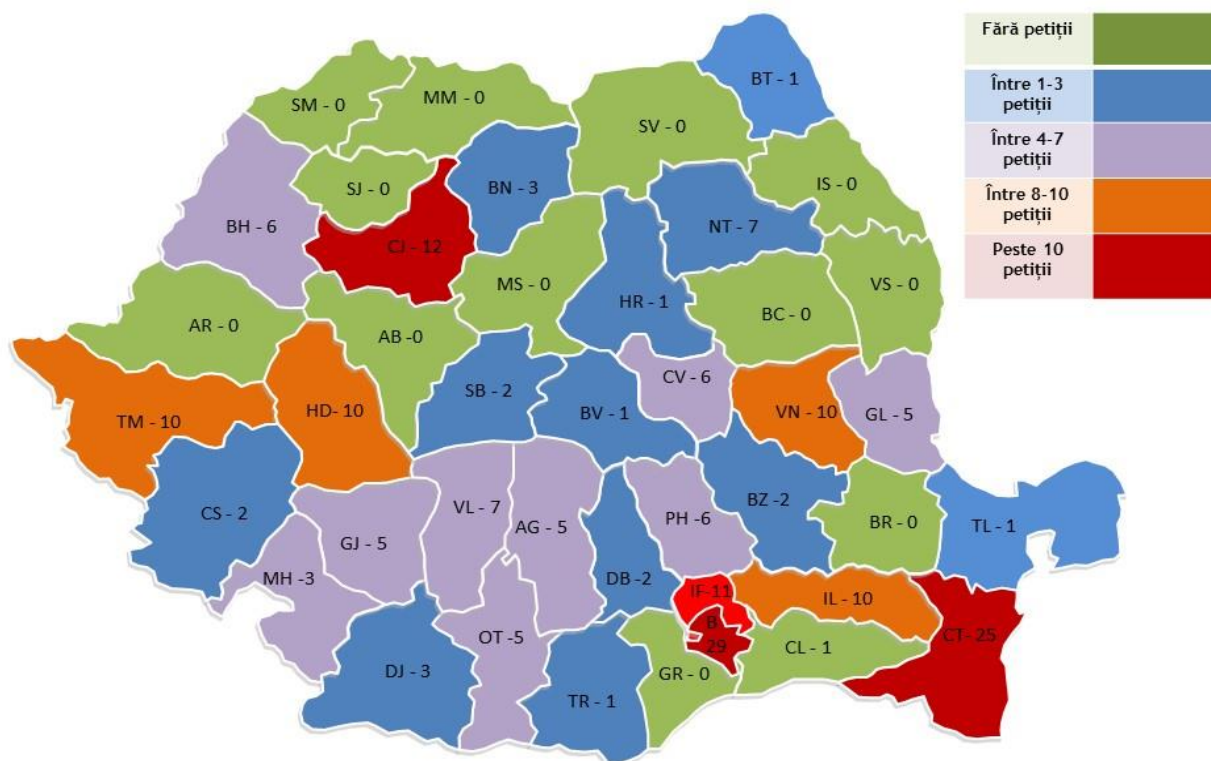 Fără petiții
Între 1-3
petiții
Între 4-7
petiții
Între 8-10
petiții
Peste 10
petiții
BT - 1
SM - 0
MM - 0
SV - 0
SJ - 0
BN - 3
IS - 0
BH - 6
CJ - 12
NT - 7
MS - 0
VS - 0
HR - 1
BC - 0
AR - 0
AB -0
CV - 6
SB - 2
TM - 10
HD- 10
BV - 1
VN - 10
GL - 5
VL - 7
BZ -2
CS - 2
AG - 5
PH -6
BR - 0
TL - 1
GJ - 5
MH -3
DB -2
IF-11
IL - 10
B -
29
CT- 25
OT -5
CL - 1
DJ - 3
GR - 0
TR - 1